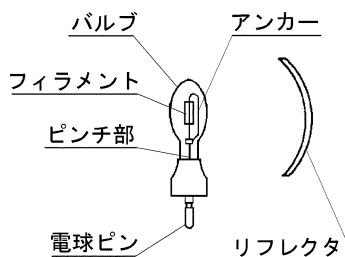 バルブ
アンカー
フィラメント
ピンチ部
電球ピン
リフレクタ